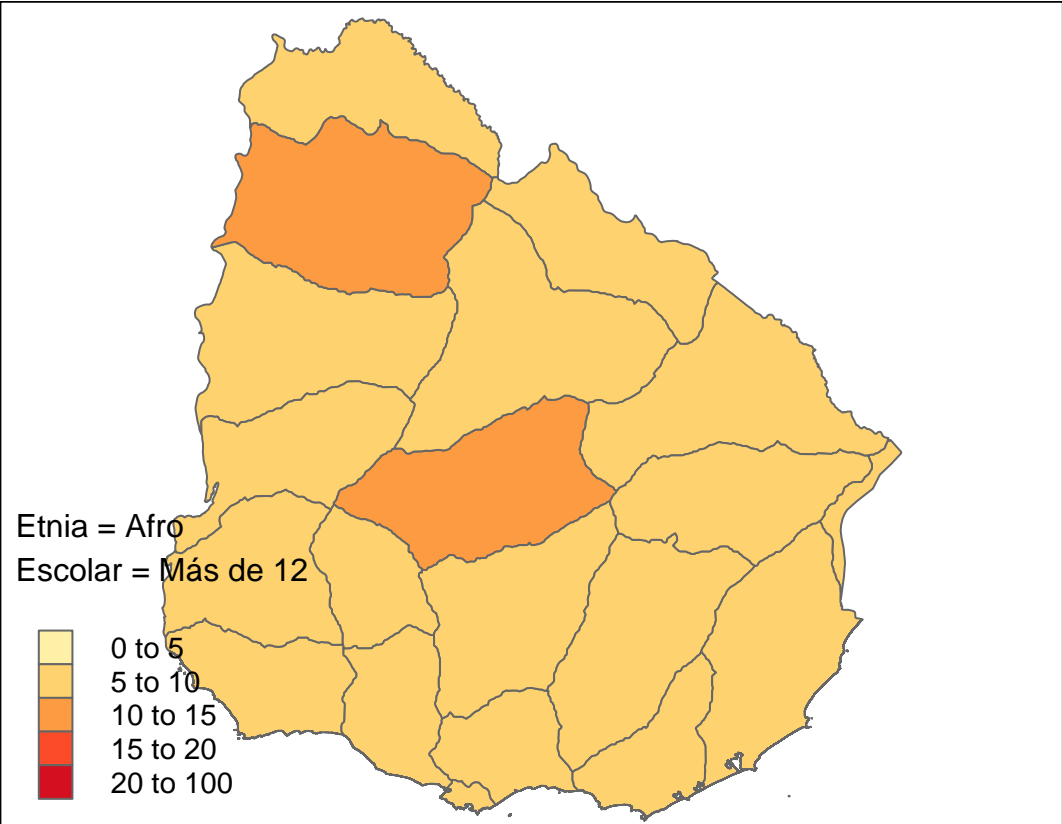 Etnia = Afro
Escolar = Más de 12
0 to 5
5 to 10
10 to 15
15 to 20
20 to 100